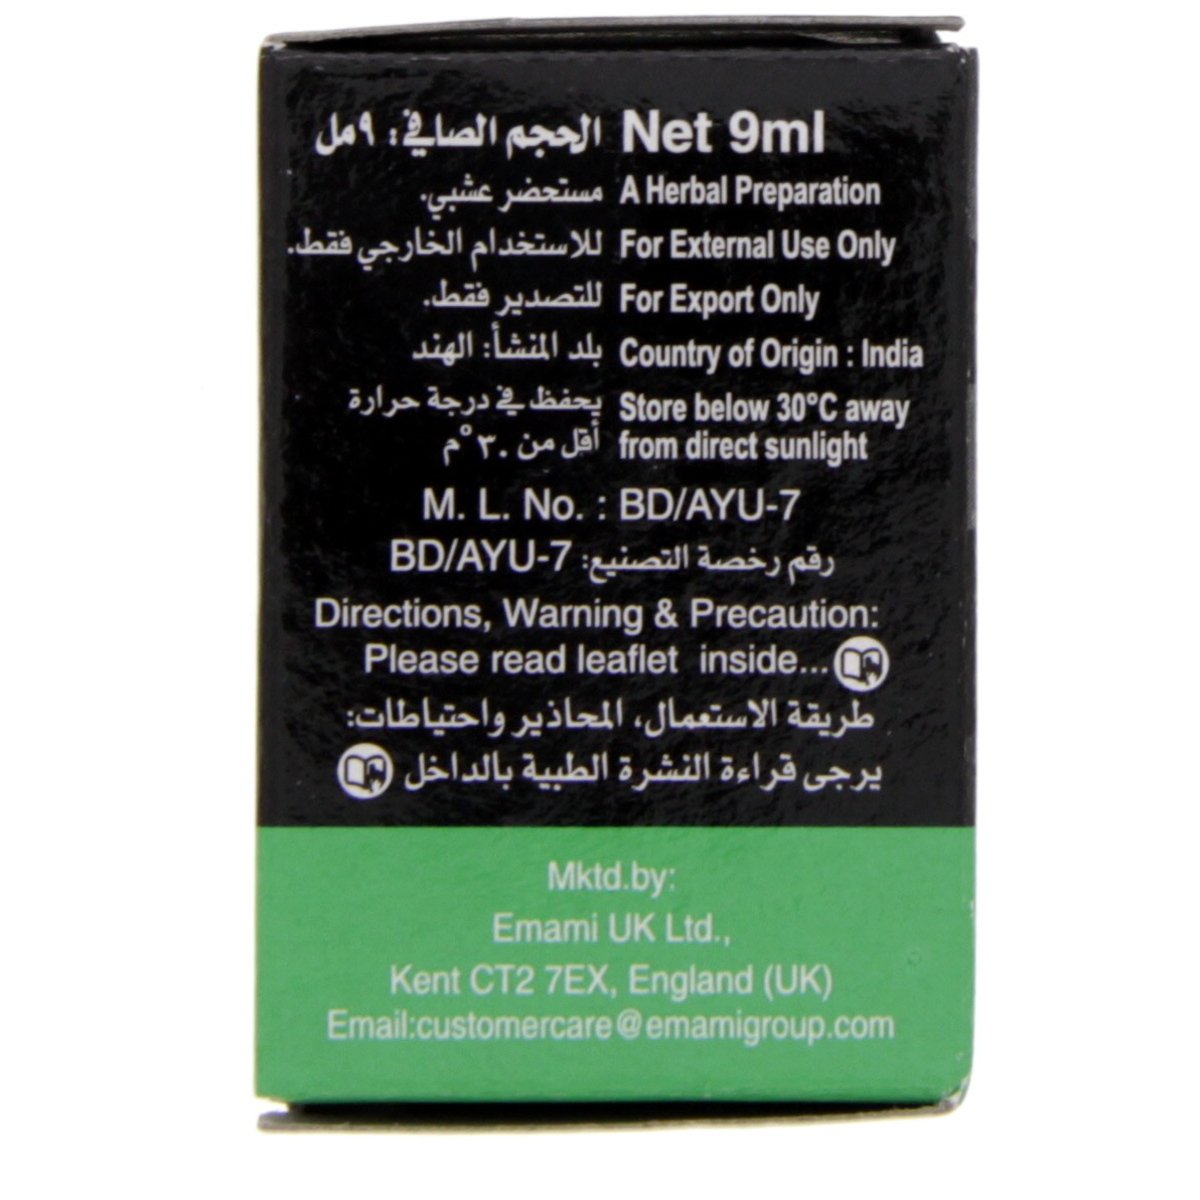 Net 9ml الحجم الصافي: ٩ مل
A Herbal Preparation مستحضر عشبي.
For External Use Only للاستخدام الخارجي فقط.
For Export Only للتصدير فقط.
Country of Origin : India بلد المنشأ: الهند
Store below 30°C away يحفظ في درجة حرارة
from direct sunlight أقل من ٣٠°م
M. L. No. : BD/AYU-7
رقم رخصة التصنيع: BD/AYU-7
Directions, Warning & Precaution:
Please read leaflet inside...
طريقة الاستعمال، المحاذير واحتياطات:
يرجى قراءة النشرة الطبية بالداخل
Mktd.by:
Emami UK Ltd.,
Kent CT2 7EX, England (UK)
Email:customercare@emamigroup.com